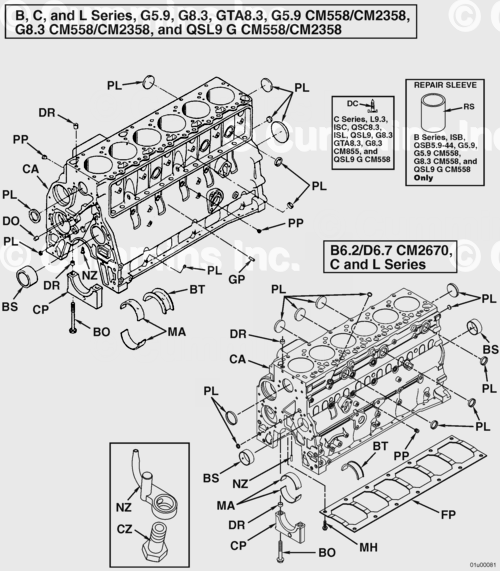 B, C, and L Series, G5.9, G8.3, GTA8.3, G5.9 CM558/CM2358,
G8.3 CM558/CM2358, and QSL9 G CM558/CM2358
PL
PL
DR
PP
CA
PL
DO
PL
BS
DR
NZ
CP
BO
BT
MA
PL
GP
PP
PL
DC
C Series, L9.3,
ISC, QSC8.3,
ISL, QSL9, G8.3
GTA8.3, G8.3
CM855, and
QSL9 G CM558
REPAIR SLEEVE
RS
B Series, ISB,
QSB5.9-44, G5.9,
G5.9 CM558,
G8.3 CM558, and
QSL9 G CM558
Only
B6.2/D6.7 CM2670,
C and L Series
PL
PL
DR
CA
BS
PL
PL
PL
BS
NZ
MA
DR
CP
BO
MH
BT
PP
PL
FP
NZ
CZ
01u00081
© Cummins Inc.
© Cummins Inc.